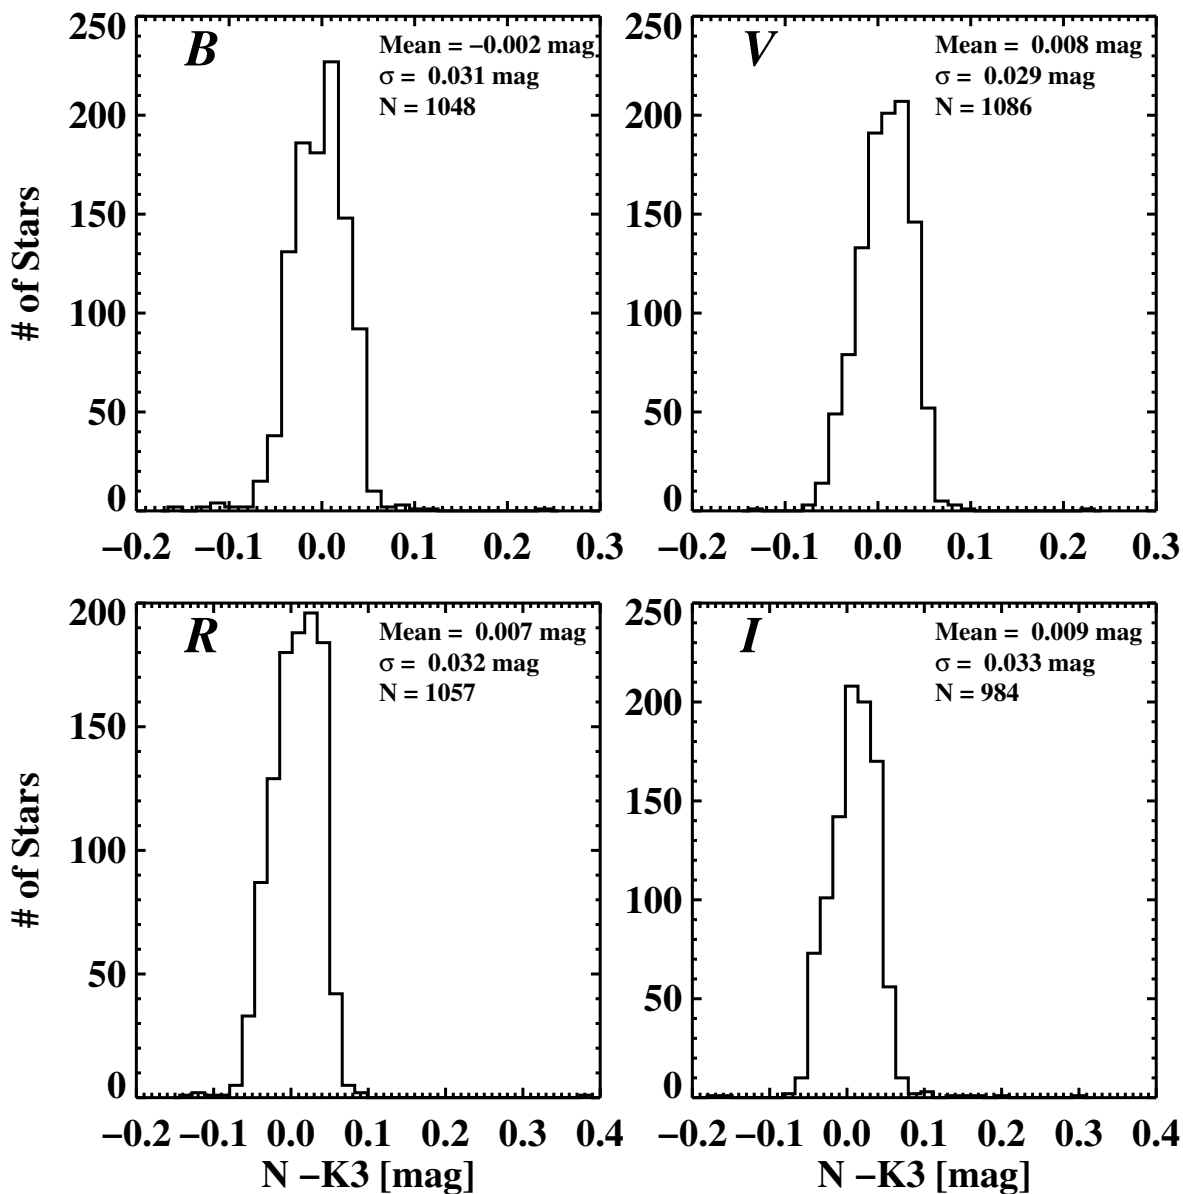 B
Mean = −0.002 mag
σ = 0.031 mag
N = 1048
250
200
150
100
50
0
# of Stars
−0.2 −0.1 0.0 0.1 0.2 0.3
V
Mean = 0.008 mag
σ = 0.029 mag
N = 1086
250
200
150
100
50
0
−0.2 −0.1 0.0 0.1 0.2 0.3
R
Mean = 0.007 mag
σ = 0.032 mag
N = 1057
200
150
100
50
0
# of Stars
−0.2 −0.1 0.0 0.1 0.2 0.3 0.4
N −K3 [mag]
I
Mean = 0.009 mag
σ = 0.033 mag
N = 984
250
200
150
100
50
0
−0.2 −0.1 0.0 0.1 0.2 0.3 0.4
N −K3 [mag]